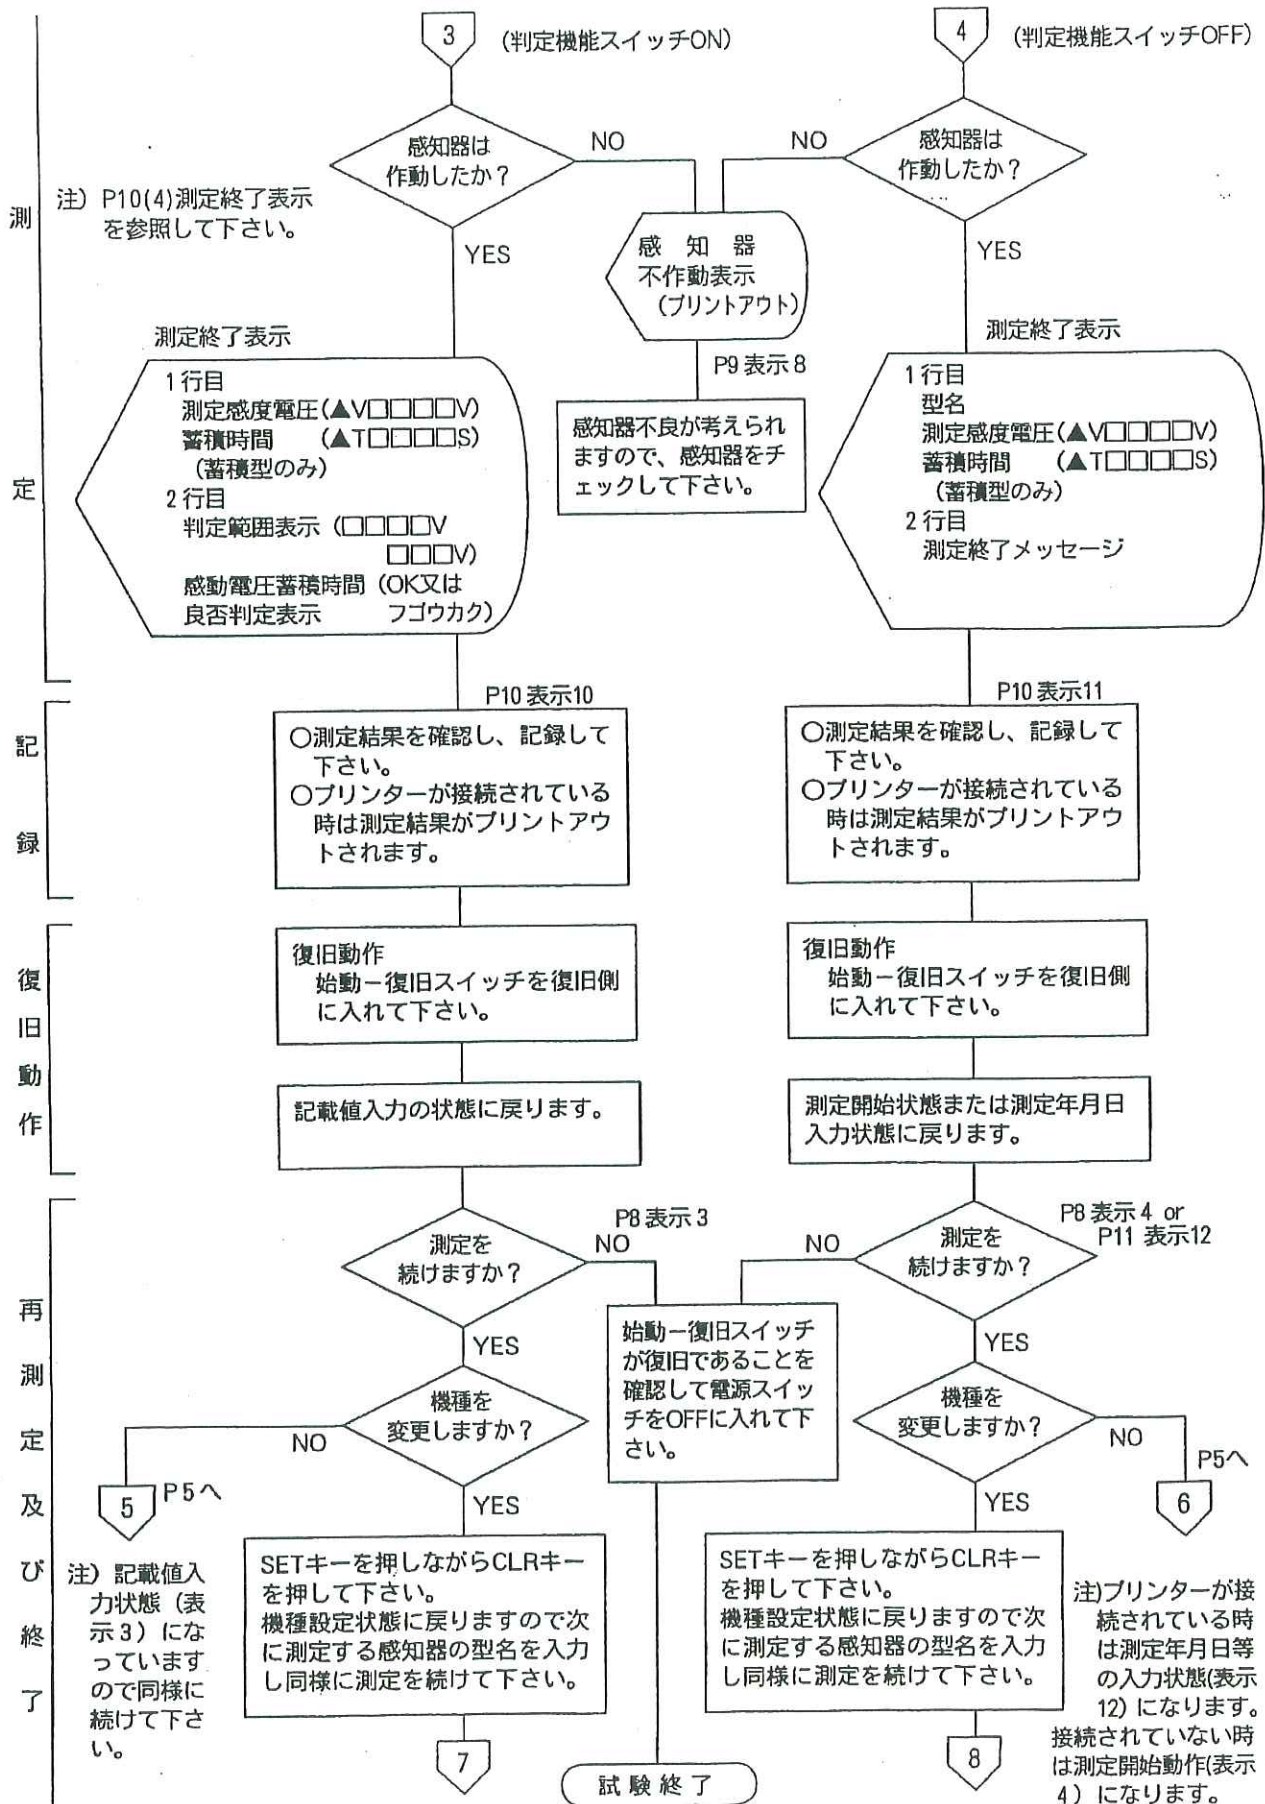 3
(判定機能スイッチON)
4
(判定機能スイッチOFF)
測定
感知器は
作動したか？
NO
YES
NO
感知器は
作動したか？
YES
注) P10(4)測定終了表示
を参照して下さい。
感 知 器
不作動表示
(プリントアウト)
P9 表示 8
感知器不良が考えられ
ますので、感知器をチ
ェックして下さい。
測定終了表示
1 行目
測定感度電圧(▲V□□□□V)
蓄積時間 (▲T□□□□S)
(蓄積型のみ)
2 行目
判定範囲表示 (□□□□V
□□□V)
感動電圧蓄積時間 (OK又は
良否判定表示 フゴウカク)
測定終了表示
1 行目
型名
測定感度電圧(▲V□□□□V)
蓄積時間 (▲T□□□□S)
(蓄積型のみ)
2 行目
測定終了メッセージ
記録
P10 表示10
○測定結果を確認し、記録して
下さい。
○プリンターが接続されている
時は測定結果がプリントアウ
トされます。
P10 表示11
○測定結果を確認し、記録して
下さい。
○プリンターが接続されている
時は測定結果がプリントアウ
トされます。
復旧動作
復旧動作
始動－復旧スイッチを復旧側
に入れて下さい。
復旧動作
始動－復旧スイッチを復旧側
に入れて下さい。
記載値入力の状態に戻ります。
測定開始状態または測定年月日
入力状態に戻ります。
再測定及び終了
P8 表示 3
測定を
続けますか？
NO
YES
P8 表示 4 or
P11 表示12
測定を
続けますか？
NO
YES
始動－復旧スイッチ
が復旧であることを
確認して電源スイッ
チをOFFに入れて下
さい。
機種を
変更しますか？
NO
YES
機種を
変更しますか？
NO
YES
5
P5へ
P5へ
6
注) 記載値入
力状態（表
示 3）にな
っています
ので同様に
続けて下さ
い。
SETキーを押しながらCLRキー
を押して下さい。
機種設定状態に戻りますので次
に測定する感知器の型名を入力
し同様に測定を続けて下さい。
SETキーを押しながらCLRキー
を押して下さい。
機種設定状態に戻りますので次
に測定する感知器の型名を入力
し同様に測定を続けて下さい。
注)プリンターが接
続されている時
は測定年月日等
の入力状態(表示
12) になります。
接続されていない時
は測定開始動作(表示
4）になります。
7
試験終了
8